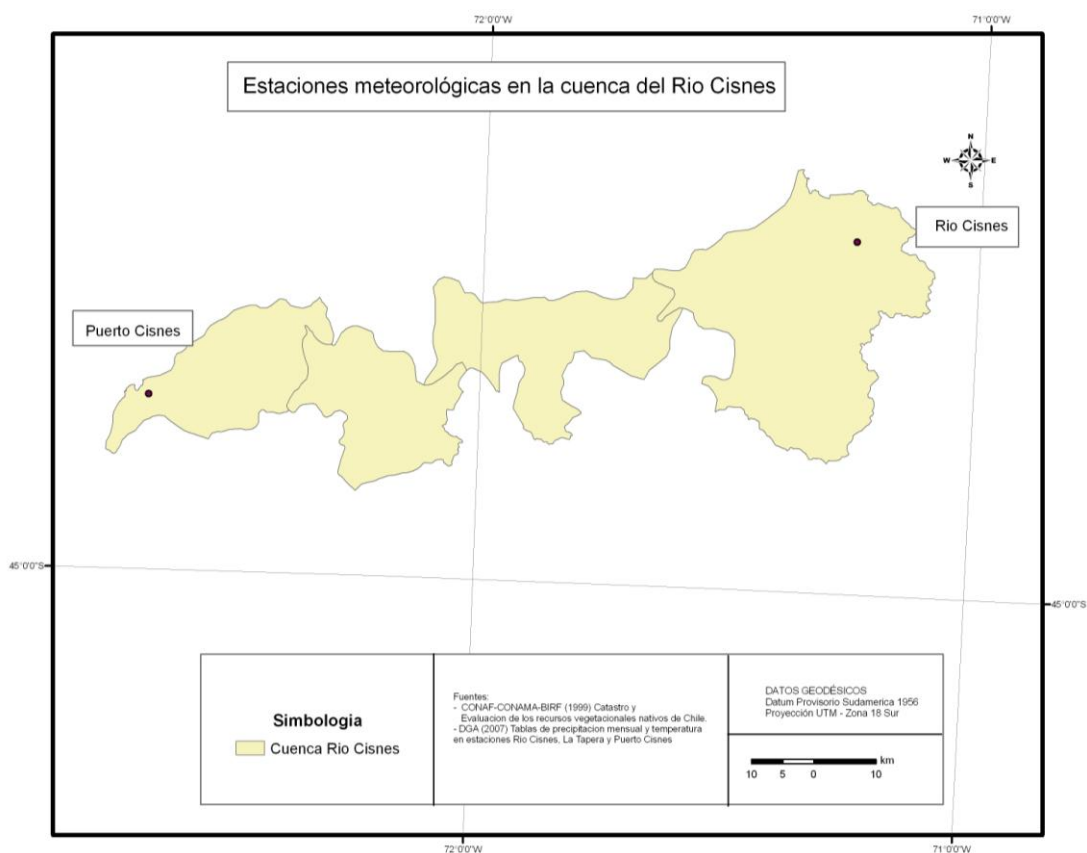 72°0'0"W
71°0'0"W
Estaciones meteorológicas en la cuenca del Rio Cisnes
N
W
E
S
Rio Cisnes
Puerto Cisnes
45°0'0"S
45°0'0"S
Simbologia
Cuenca Rio Cisnes
Fuentes:
- CONAF-CONAMA-BIRF (1999) Catastro y
Evaluacion de los recursos vegetacionales nativos de Chile.
- DGA (2007) Tablas de precipitacion mensual y temperatura
en estaciones Rio Cisnes, La Tapera y Puerto Cisnes
DATOS GEODÉSICOS
Datum Provisorio Sudamerica 1956
Proyección UTM - Zona 18 Sur
km
10 5 0 10
72°0'0"W
71°0'0"W